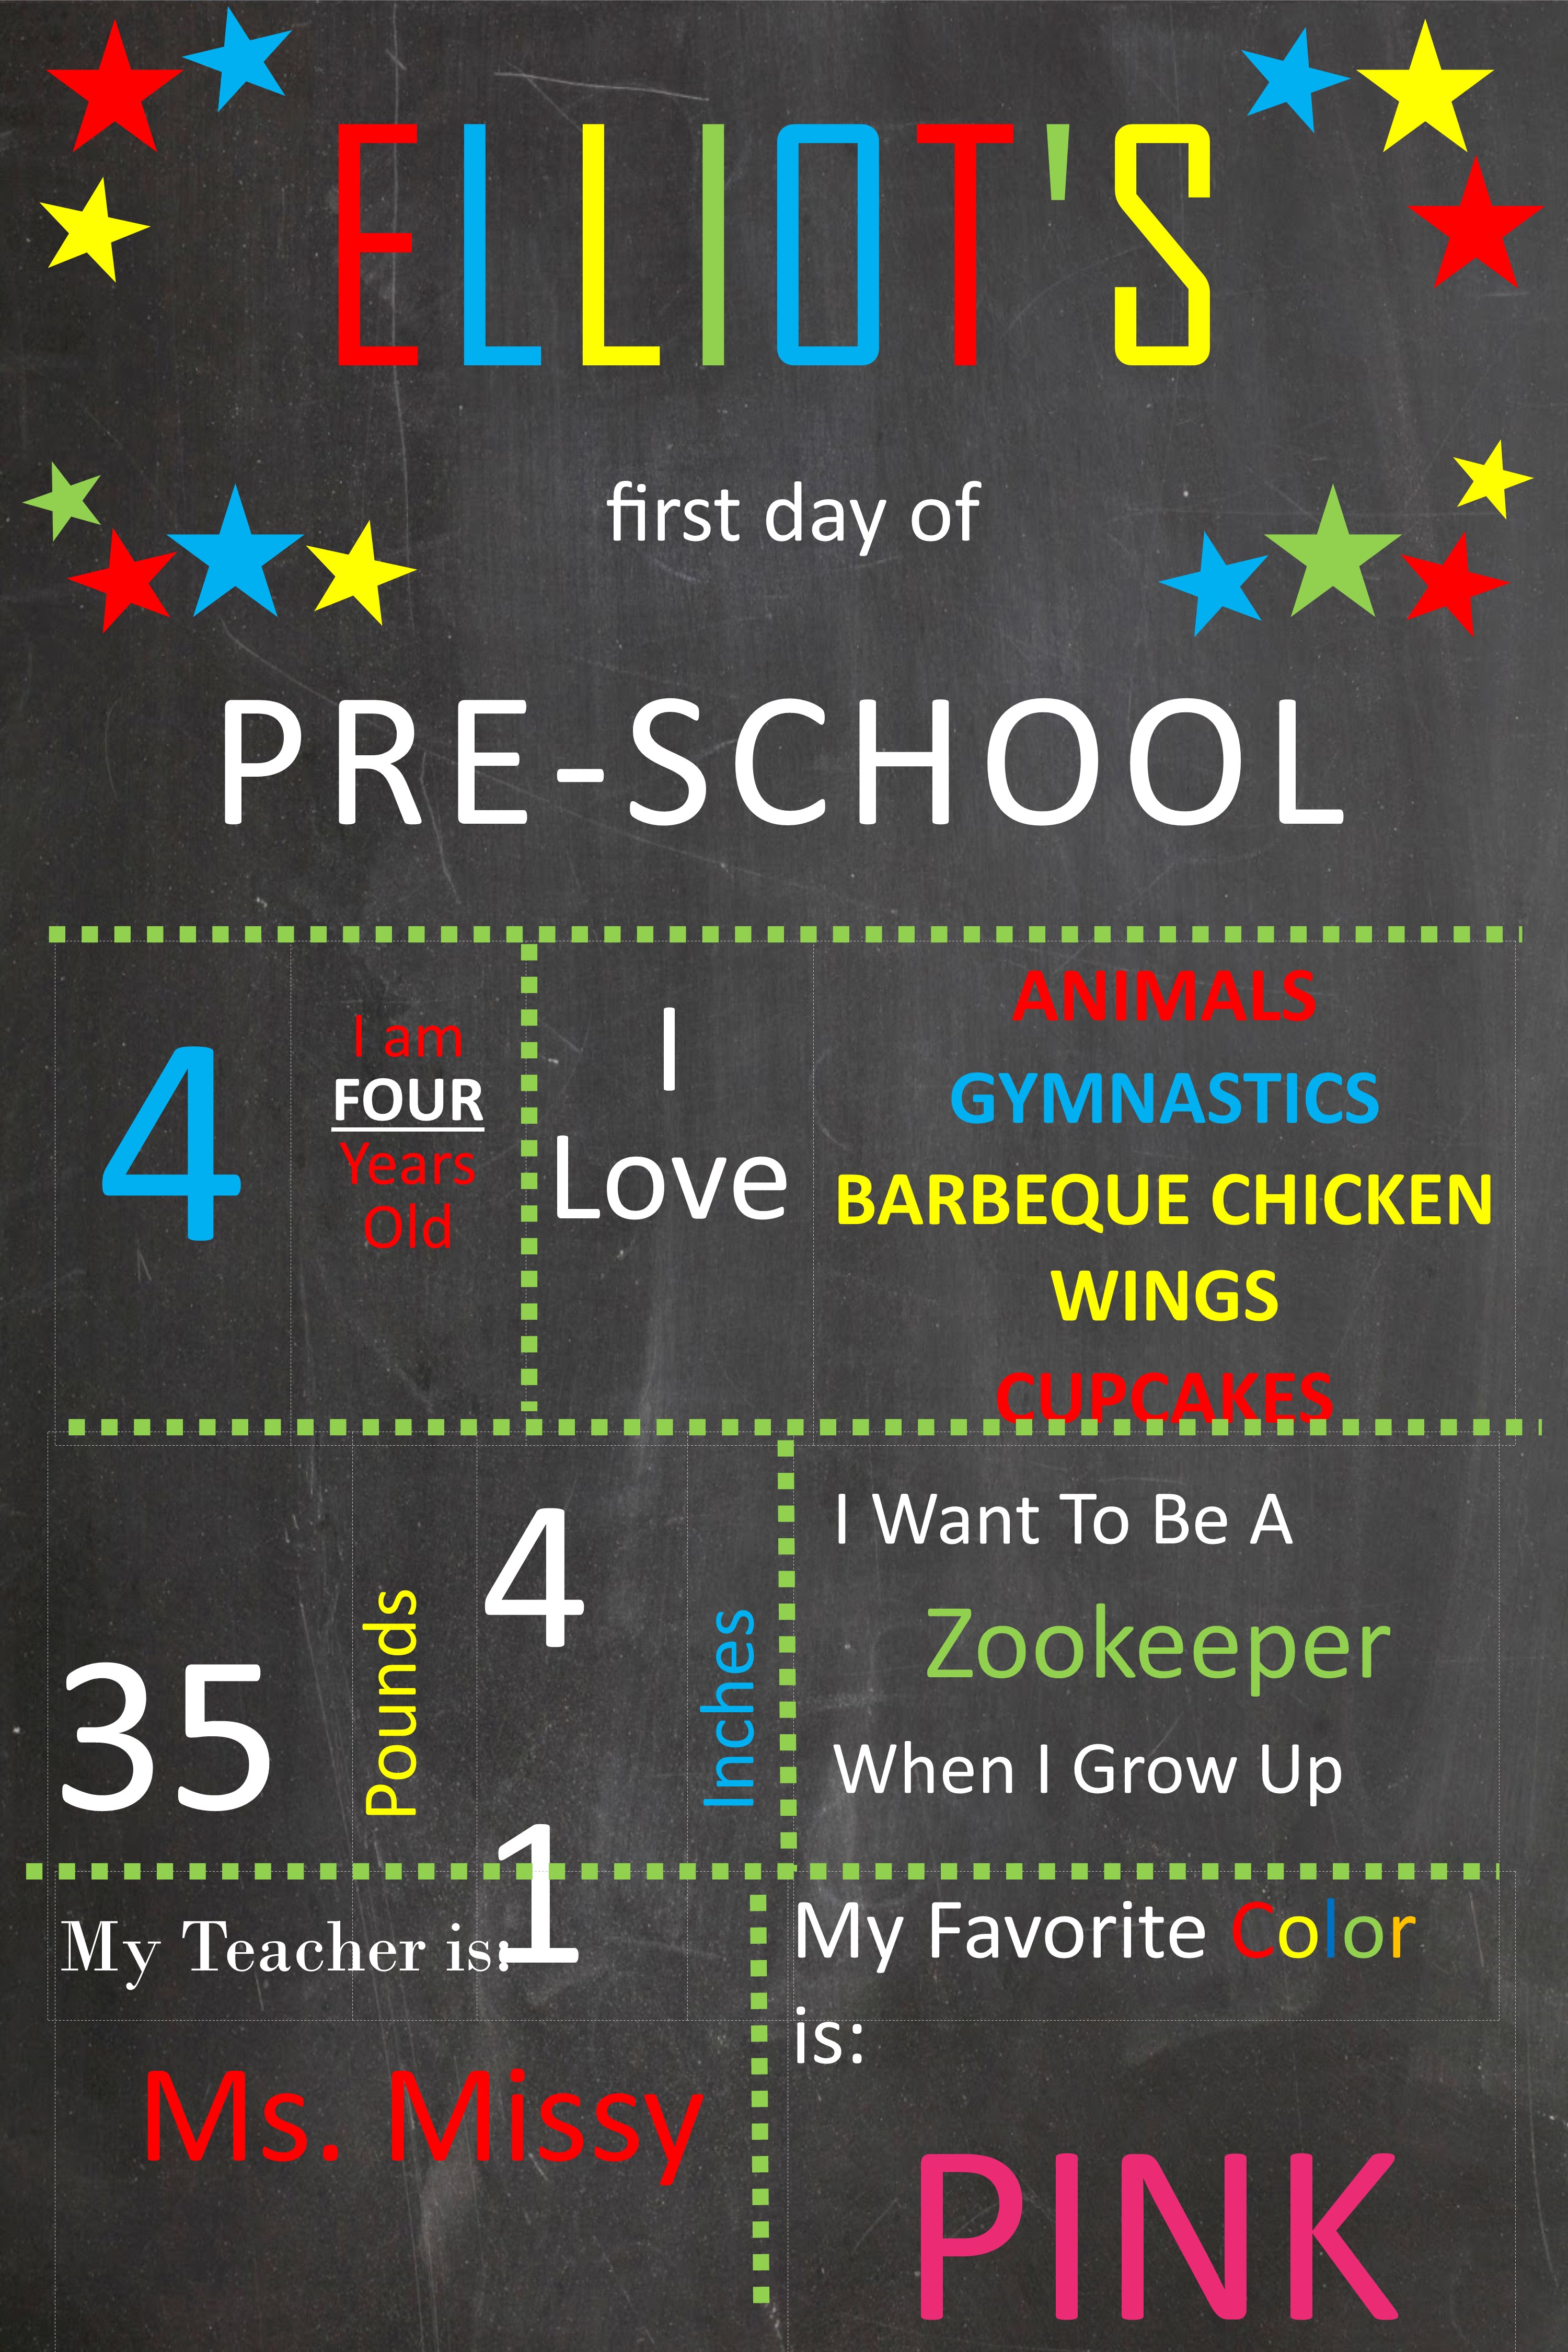 ELLIOT'S
first day of
PRE-SCHOOL
4
I am
FOUR
Years
Old
I
Love
ANIMALS
GYMNASTICS
BARBEQUE CHICKEN
WINGS
CUPCAKES
35
Pounds
4
1
Inches
I Want To Be A
Zookeeper
When I Grow Up
My Teacher is:
Ms. Missy
My Favorite Color
is:
PINK